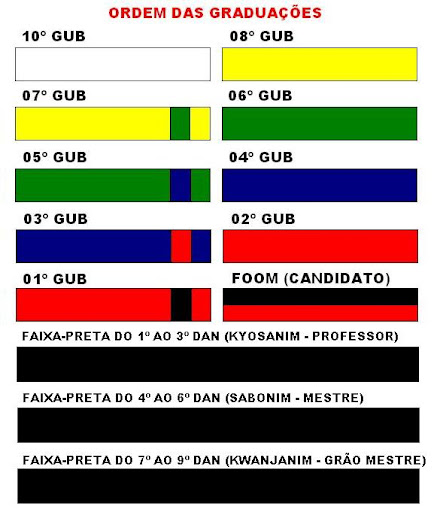 ORDEM DAS GRADUAÇÕES
10° GUB
08° GUB
07° GUB
06° GUB
05° GUB
04° GUB
03° GUB
02° GUB
01° GUB
FOOM (CANDIDATO)
FAIXA-PRETA DO 1º AO 3º DAN (KYOSANIM - PROFESSOR)
FAIXA-PRETA DO 4º AO 6º DAN (SABONIM - MESTRE)
FAIXA-PRETA DO 7º AO 9º DAN (KWANJANIM - GRÃO MESTRE)